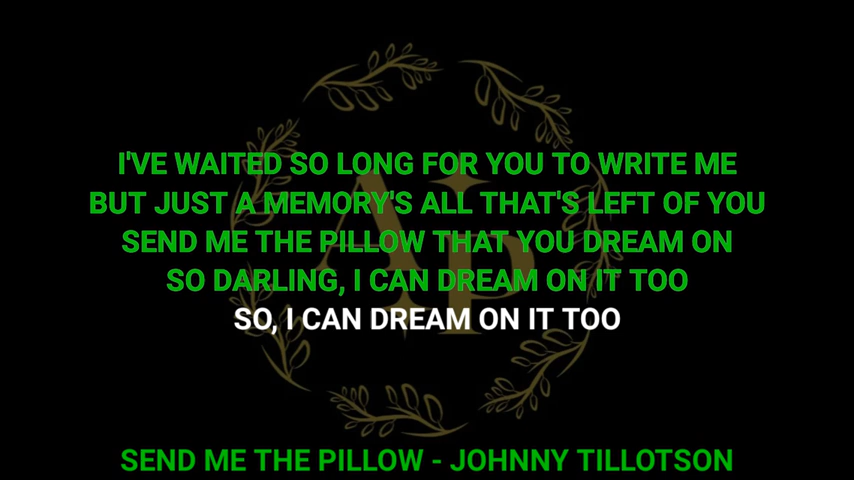 I'VE WAITED SO LONG FOR YOU TO WRITE ME
BUT JUST A MEMORY'S ALL THAT'S LEFT OF YOU
SEND ME THE PILLOW THAT YOU DREAM ON
SO DARLING, I CAN DREAM ON IT TOO
SO, I CAN DREAM ON IT TOO
AP
SEND ME THE PILLOW - JOHNNY TILLOTSON